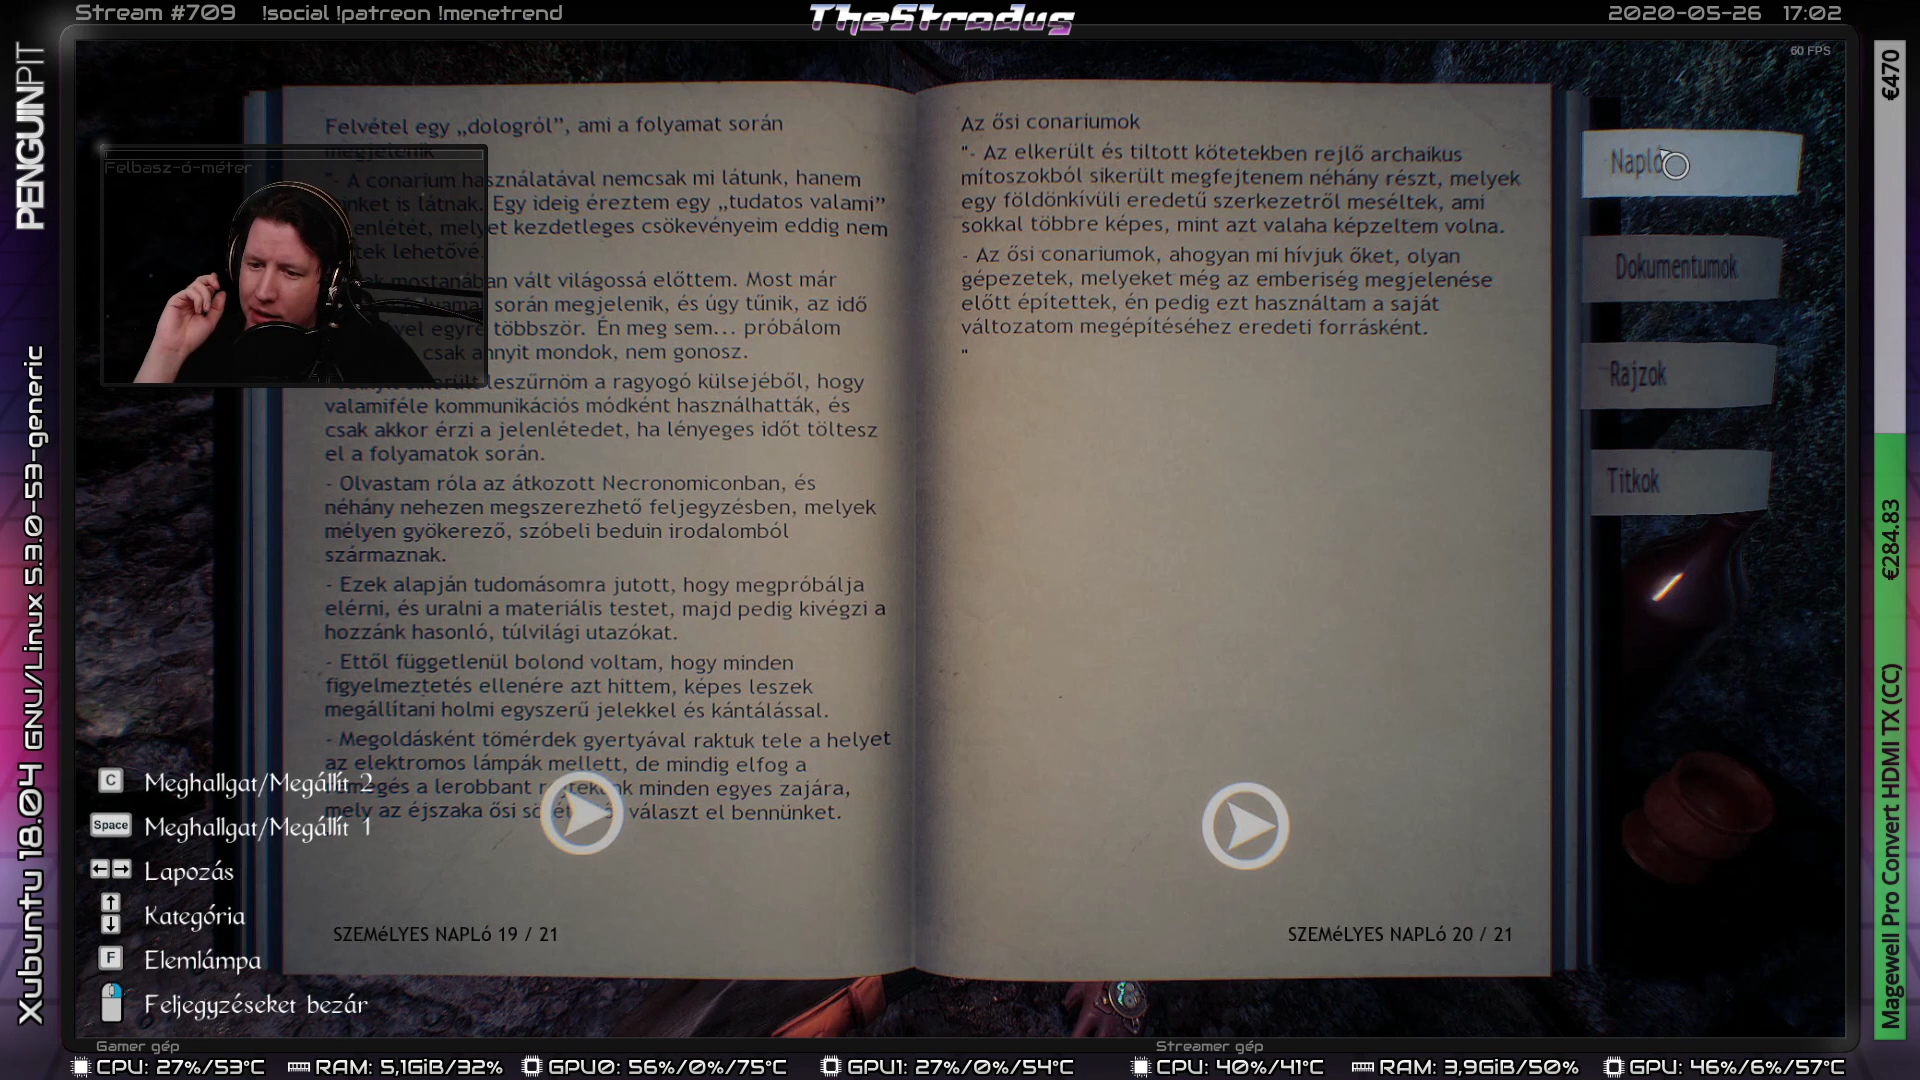 Stream #709 !social !patreon !menetrend
TheStradus
2020-05-26 17:02
60 FPS
PENGUINPIT
Xubuntu 18.04 GNU/Linux 5.3.0-53-generic
€470
€284.83
Magewell Pro Convert HDMI TX (CC)
Felbasz-ó-méter
Felvétel egy „dologról”, ami a folyamat során
megjelenik
"- A conarium használatával nemcsak mi látunk, hanem
is látnak. Egy ideig éreztem egy „tudatos valami”
melyet kezdetleges csökevényeim eddig nem
lehetővé.
mostanában vált világossá előttem. Most már
során megjelenik, és úgy tűnik, az idő
egyre többször. Én meg sem... próbálom
csak annyit mondok, nem gonosz.
sikerült leszűrnöm a ragyogó külsejéből, hogy
valamiféle kommunikációs módként használhatták, és
csak akkor érzi a jelenlétedet, ha lényeges időt töltesz
el a folyamatok során.
- Olvastam róla az átkozott Necronomiconban, és
néhány nehezen megszerezhető feljegyzésben, melyek
mélyen gyökerező, szóbeli beduin irodalomból
származnak.
- Ezek alapján tudomásomra jutott, hogy megpróbálja
elérni, és uralni a materiális testet, majd pedig kivégzi a
hozzánk hasonló, túlvilági utazókat.
- Ettől függetlenül bolond voltam, hogy minden
figyelmeztetés ellenére azt hittem, képes leszek
megállítani holmi egyszerű jelekkel és kántálással.
- Megoldásként tömérdek gyertyával raktuk tele a helyet
az elektromos lámpák mellett, de mindig elfog a
a lerobbant minden egyes zajára,
mely az éjszaka ősi választ el bennünket.
SZEMéLYES NAPLó 19 / 21
Az ősi conariumok
"- Az elkerült és tiltott kötetekben rejlő archaikus
mítoszokból sikerült megfejtenem néhány részt, melyek
egy földönkívüli eredetű szerkezetről meséltek, ami
sokkal többre képes, mint azt valaha képzeltem volna.
- Az ősi conariumok, ahogyan mi hívjuk őket, olyan
gépezetek, melyeket még az emberiség megjelenése
előtt építettek, én pedig ezt használtam a saját
változatom megépítéséhez eredeti forrásként.
"
SZEMéLYES NAPLó 20 / 21
Napló
Dokumentumok
Rajzok
Titkok
C Meghallgat/Megállít 2
Space Meghallgat/Megállít 1
Lapozás
Kategória
F Elemlámpa
Feljegyzéseket bezár
Gamer gép
CPU: 27%/53°C RAM: 5,1GiB/32% GPU0: 56%/0%/75°C GPU1: 27%/0%/54°C
Streamer gép
CPU: 40%/41°C RAM: 3,9GiB/50% GPU: 46%/6%/57°C